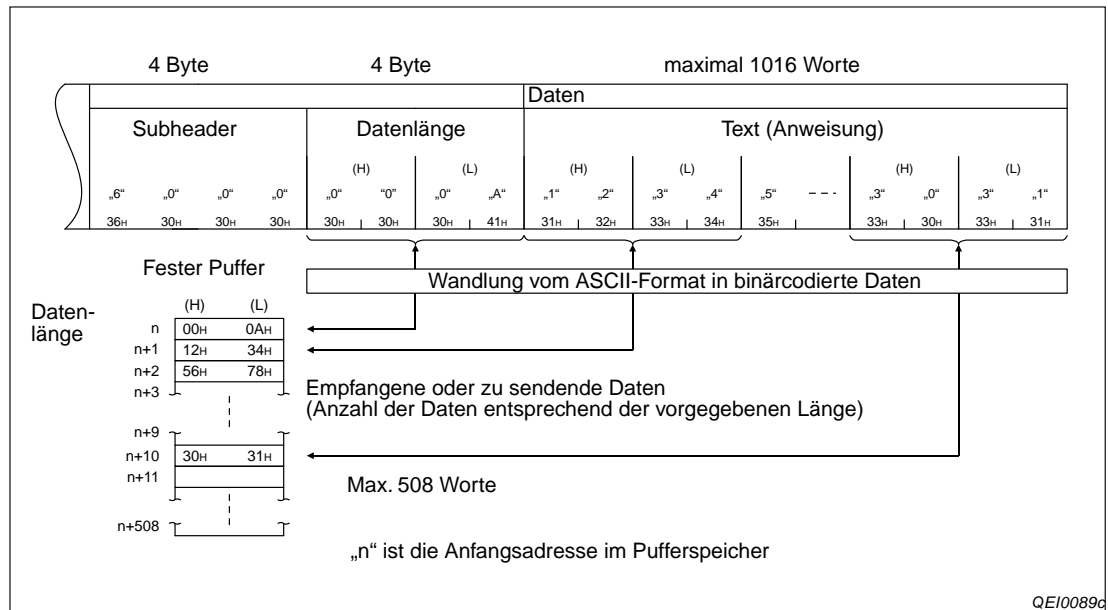 4 Byte 4 Byte maximal 1016 Worte
Daten
Subheader Datenlänge Text (Anweisung)
(H) (L) (H) (L) (H) (L)
„6“ „0“ „0“ „0“ „0“ “0” „0“ „A“ „1“ „2“ „3“ „4“ „5“ „3“ „0“ „3“ „1“
36H 30H 30H 30H 30H 30H 30H 41H 31H 32H 33H 34H 35H 33H 30H 33H 31H
Fester Puffer
Wandlung vom ASCII-Format in binärcodierte Daten
Daten-
länge
(H) (L)
n 00H 0AH
n+1 12H 34H
n+2 56H 78H
n+3
Empfangene oder zu sendende Daten
(Anzahl der Daten entsprechend der vorgegebenen Länge)
n+9
n+10 30H 31H
n+11
Max. 508 Worte
n+508
„n“ ist die Anfangsadresse im Pufferspeicher
QEI0089c